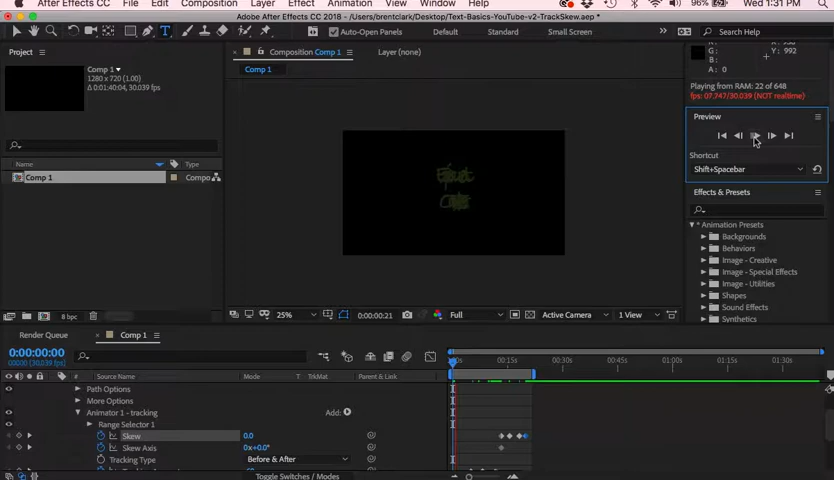 After Effects CC File Edit Composition Layer Effect Animation View Window Help 96% Wed 1:31 PM
Adobe After Effects CC 2018 - /Users/brentclark/Desktop/Text-Basics-YouTube-v2-TrackSkew.aep *
Auto-Open Panels Default Standard Small Screen Search Help
Project
Composition Comp 1
Layer (none)
Comp 1
Comp 1
1280 x 720 (1.00)
Δ 0:01:40:04, 30.039 fps
G:
B:
A: 0
Y: 992
Playing from RAM: 22 of 648
fps: 07.747/30.039 (NOT realtime)
Preview
Shortcut
Shift+Spacebar
Effects & Presets
Name Type
Comp 1 Compo
* Animation Presets
Backgrounds
Behaviors
Image - Creative
Image - Special Effects
Image - Utilities
Shapes
Sound Effects
Synthetics
8 bpc
25% 0:00:00:21 Full Active Camera 1 View
Render Queue Comp 1
0:00:00:00
00000 (30.039 fps)
00:15s 00:30s 00:45s 01:00s 01:15s 01:30s
# Source Name Mode T TrkMat Parent & Link
Path Options
More Options
Animator 1 - tracking Add:
Range Selector 1
Skew 0.0
Skew Axis 0x+0.0°
Tracking Type Before & After
Toggle Switches / Modes